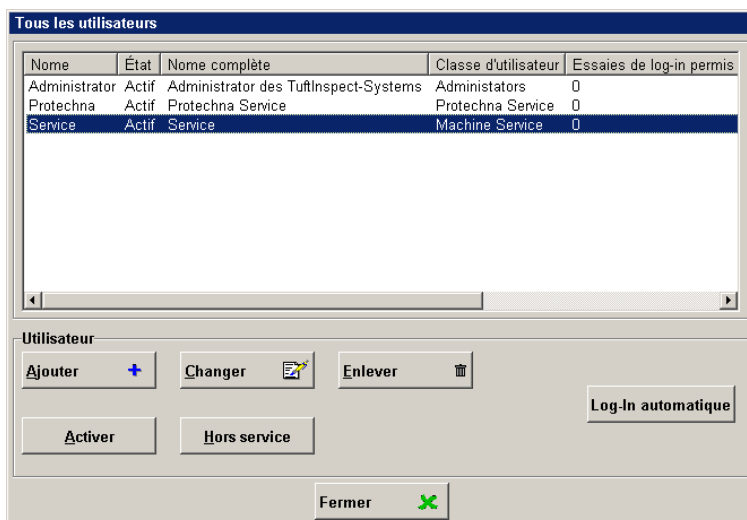 Tous les utilisateurs
Nome État Nome complète Classe d'utilisateur Essaies de log-in permis
Administrator Actif Administrator des TuftInspect-Systems Administators 0
Protechna Actif Protechna Service Protechna Service 0
Service Actif Service Machine Service 0
Utilisateur
Ajouter Changer Enlever
Log-In automatique
Activer Hors service
Fermer